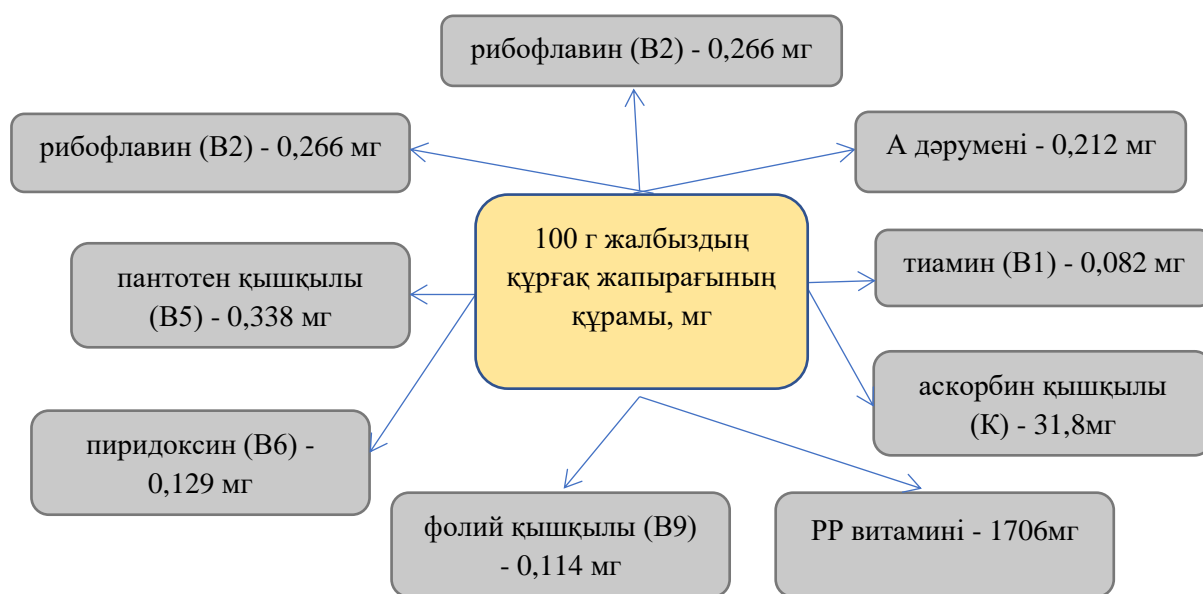 рибофлавин (В2) - 0,266 мг
рибофлавин (В2) - 0,266 мг
А дәрумені - 0,212 мг
100 г жалбыздың
құрғақ жапырағының
құрамы, мг
тиамин (В1) - 0,082 мг
пантотен қышқылы
(В5) - 0,338 мг
аскорбин қышқылы
(К) - 31,8мг
пиридоксин (В6) -
0,129 мг
фолий қышқылы (В9)
- 0,114 мг
РР витамині - 1706мг